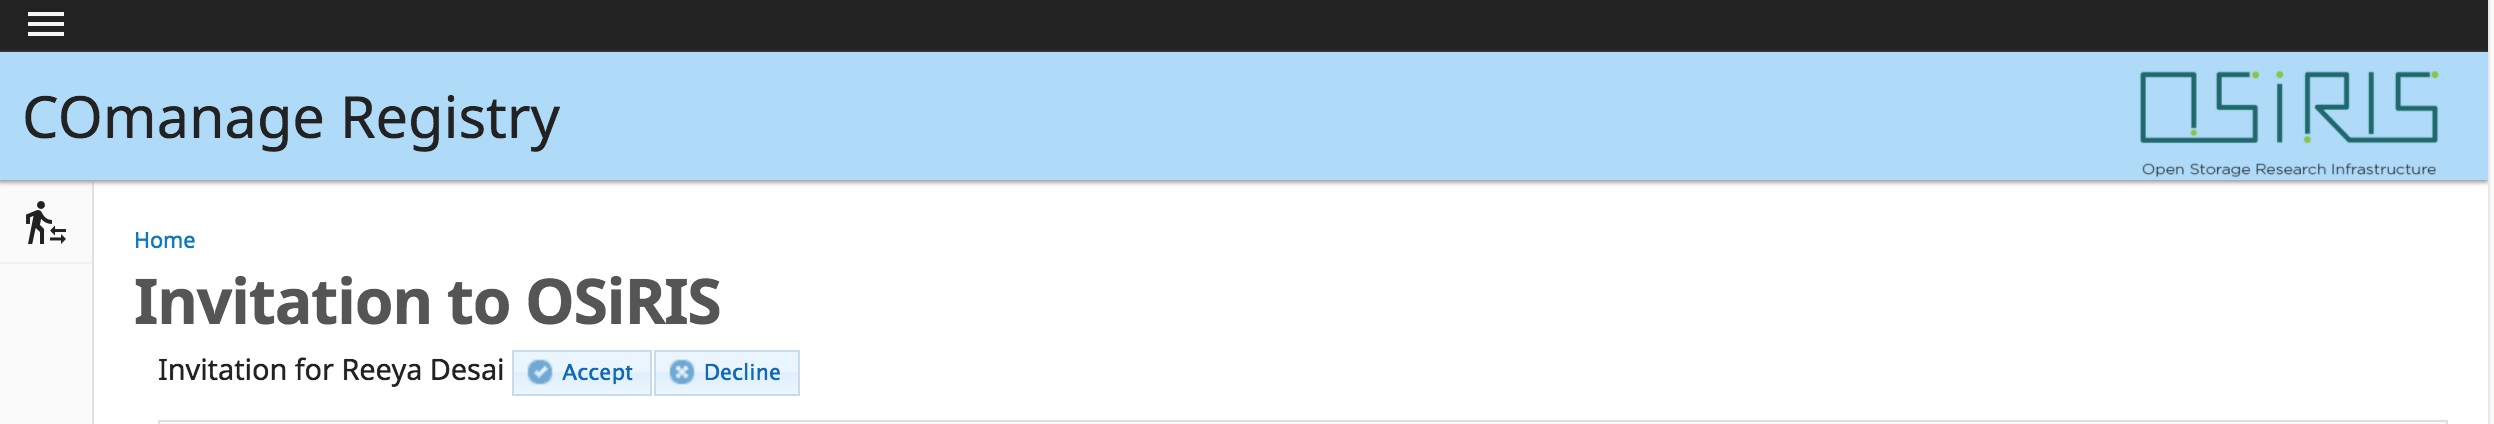 COmanage Registry
OSiRIS
Open Storage Research Infrastructure
Home
Invitation to OSiRIS
Invitation for Reeya Desai Accept Decline